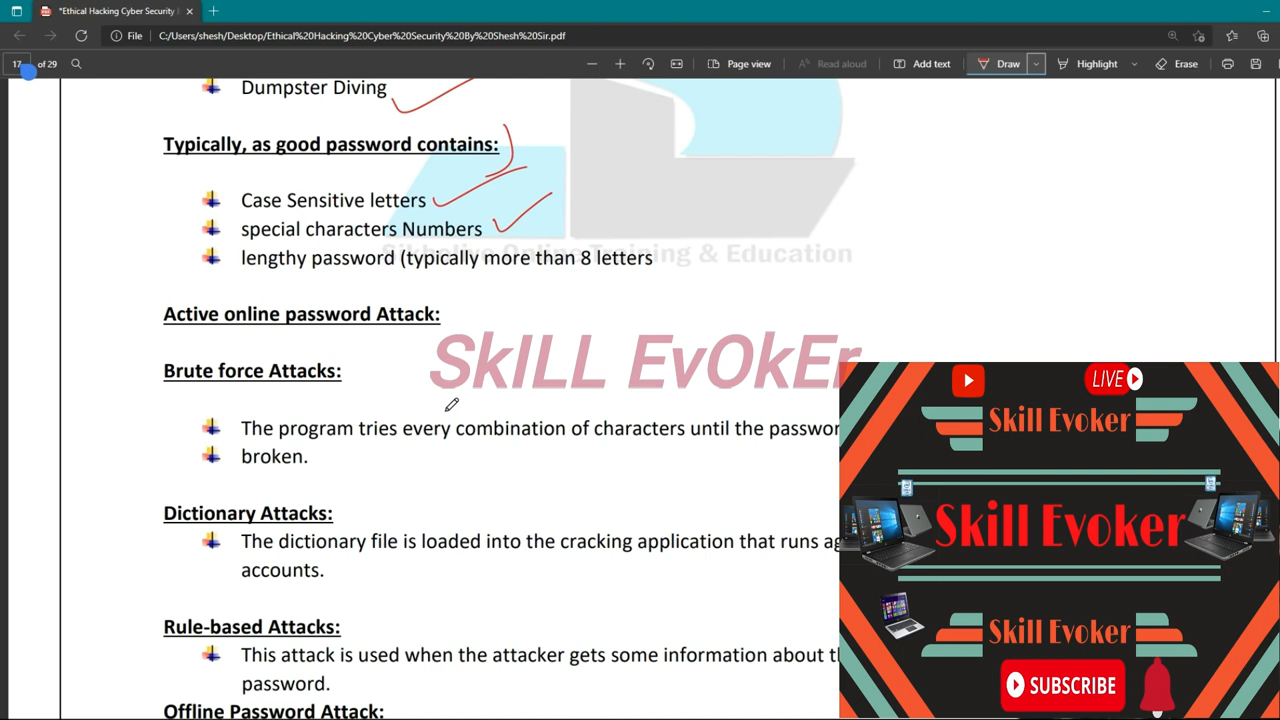 *Ethical Hacking Cyber Security
File C:/Users/shesh/Desktop/Ethical%20Hacking%20Cyber%20Security%20By%20Shesh%20Sir.pdf
17 of 29 Page view Read aloud Add text Draw Highlight Erase
Dumpster Diving
Typically, as good password contains:
Case Sensitive letters
special characters Numbers
lengthy password (typically more than 8 letters
Online Training & Education
Active online password Attack:
SkILL EvOkEr
Brute force Attacks:
The program tries every combination of characters until the passwor
broken.
Dictionary Attacks:
The dictionary file is loaded into the cracking application that runs ag
accounts.
Rule-based Attacks:
This attack is used when the attacker gets some information about th
password.
Offline Password Attack:
LIVE
Skill Evoker
Skill Evoker
Skill Evoker
SUBSCRIBE